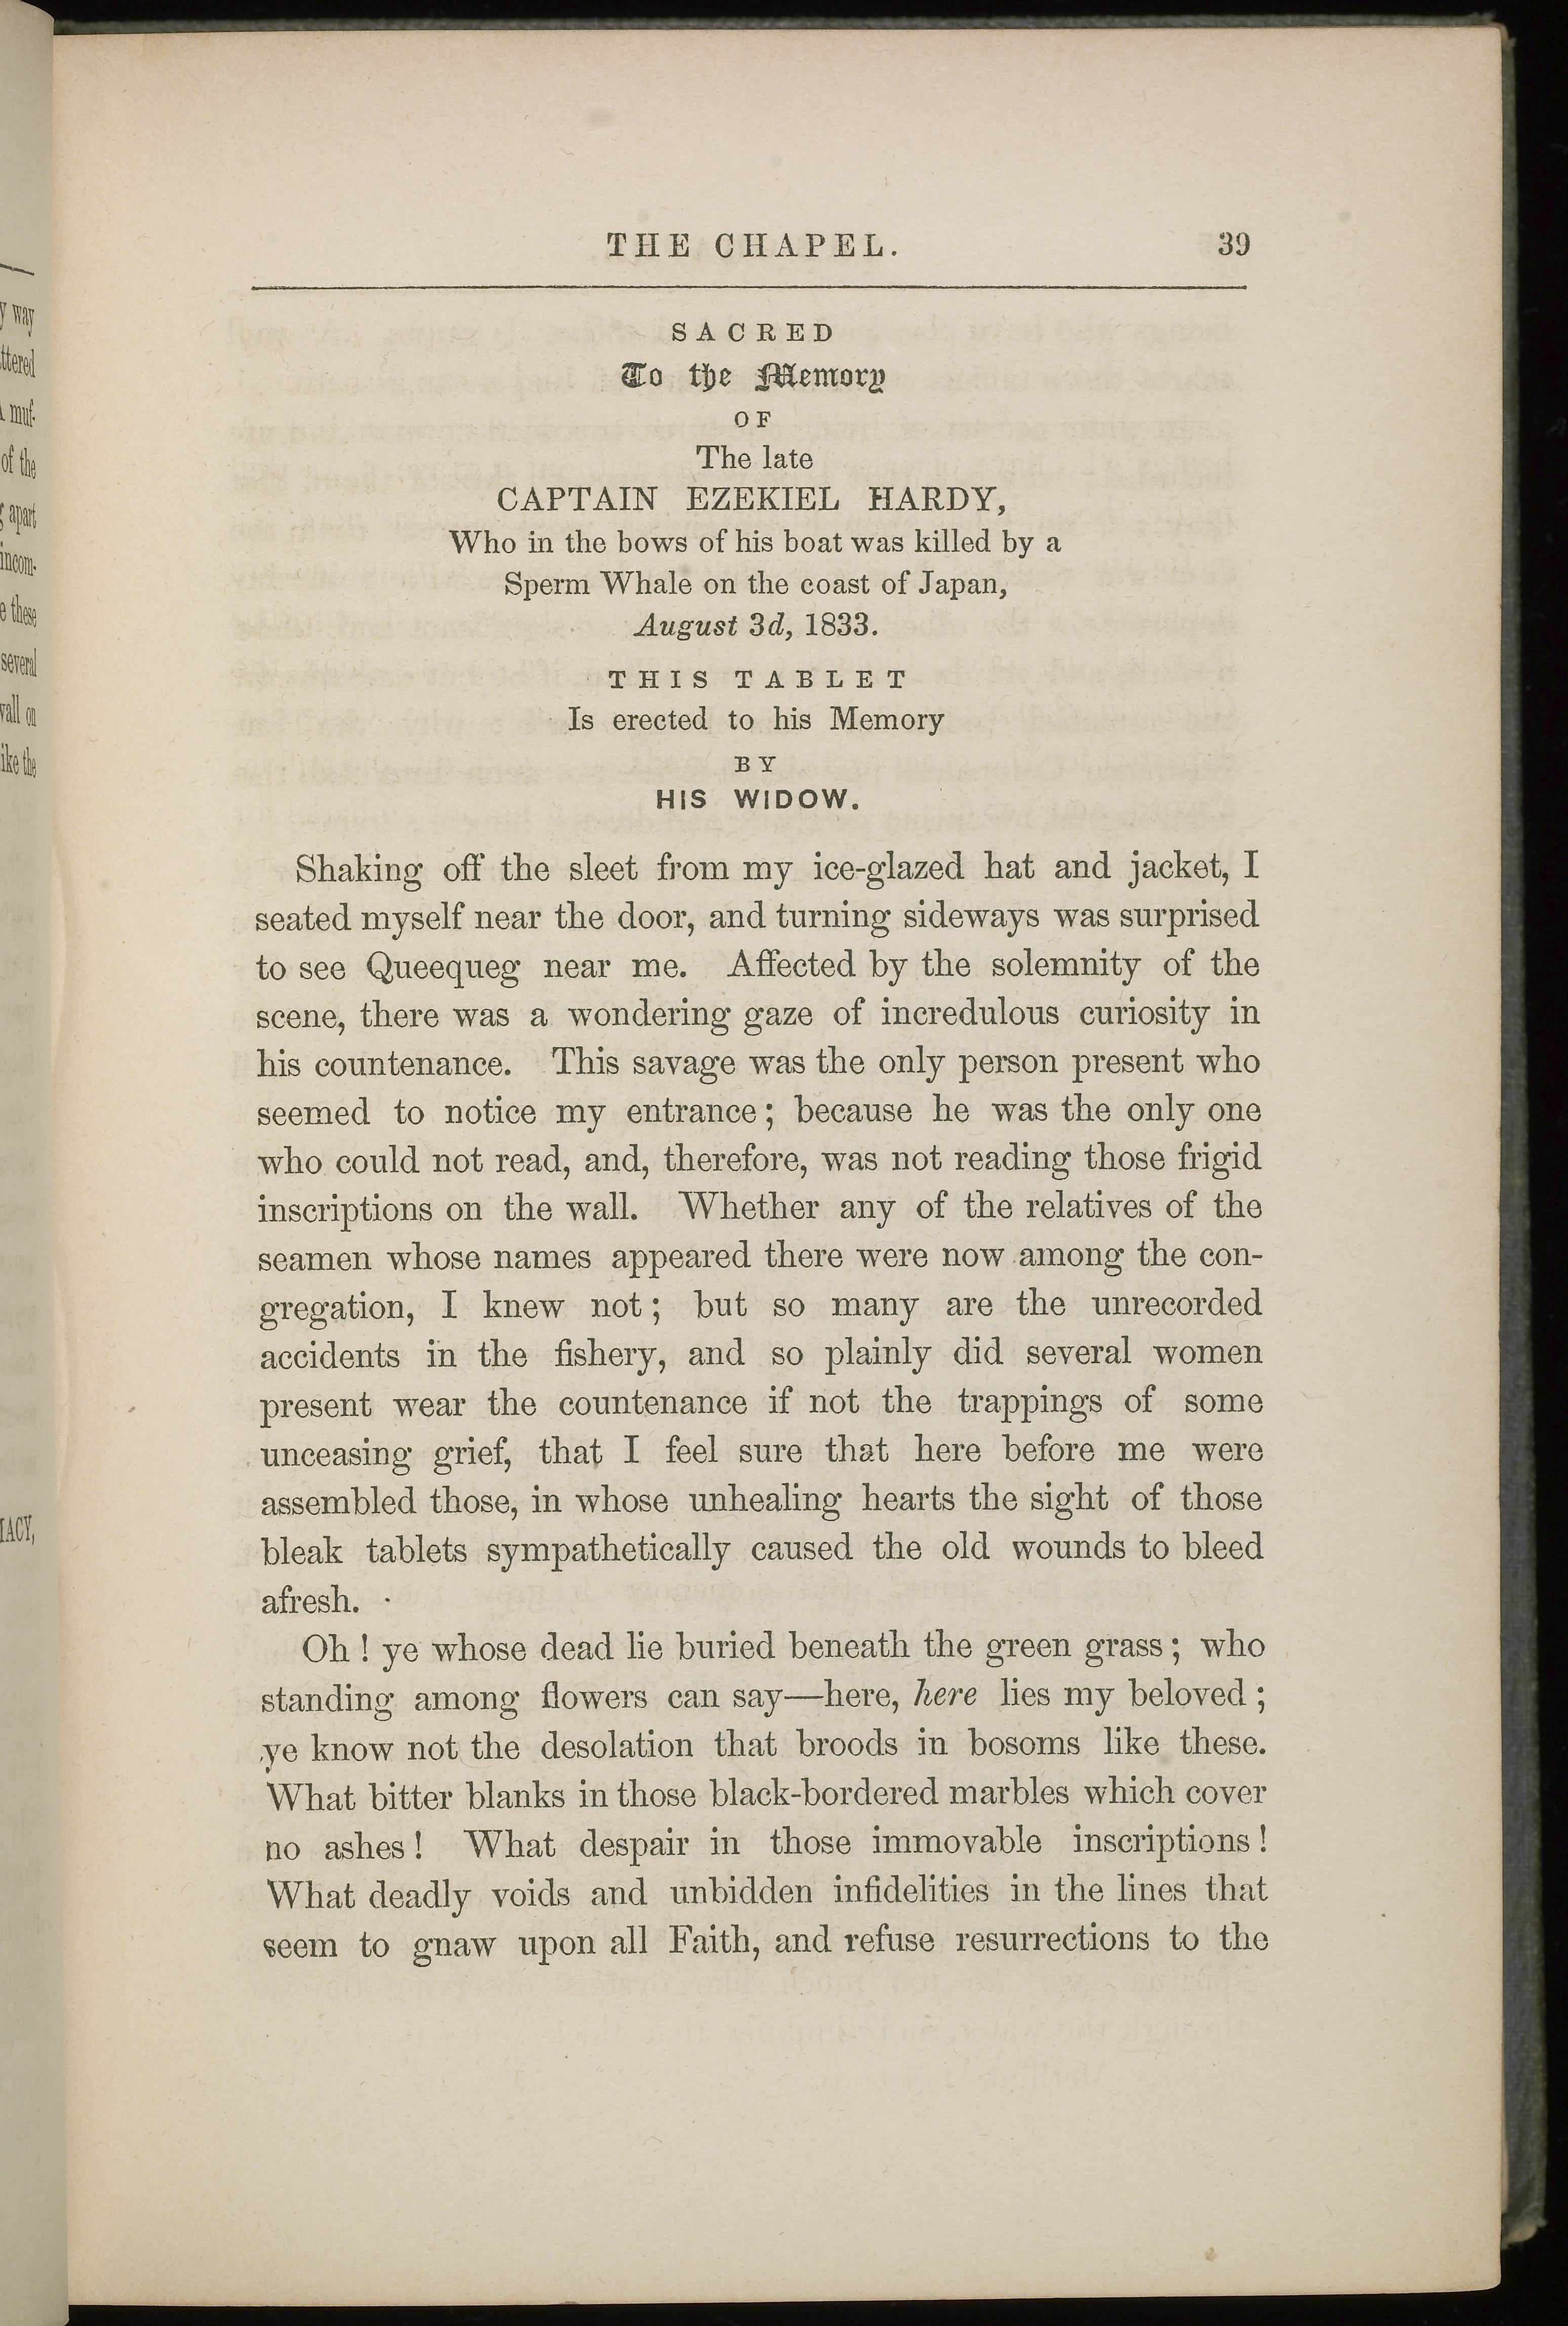 y way
ttered
muf-
of the
apart
incom-
e these
several
wall on
ike the
MACY,
THE CHAPEL. 39
SACRED
To the Memory
OF
The late
CAPTAIN EZEKIEL HARDY,
Who in the bows of his boat was killed by a
Sperm Whale on the coast of Japan,
August 3d, 1833.
THIS TABLET
Is erected to his Memory
BY
HIS WIDOW.
Shaking off the sleet from my ice-glazed hat and jacket, I
seated myself near the door, and turning sideways was surprised
to see Queequeg near me. Affected by the solemnity of the
scene, there was a wondering gaze of incredulous curiosity in
his countenance. This savage was the only person present who
seemed to notice my entrance; because he was the only one
who could not read, and, therefore, was not reading those frigid
inscriptions on the wall. Whether any of the relatives of the
seamen whose names appeared there were now among the con-
gregation, I knew not; but so many are the unrecorded
accidents in the fishery, and so plainly did several women
present wear the countenance if not the trappings of some
unceasing grief, that I feel sure that here before me were
assembled those, in whose unhealing hearts the sight of those
bleak tablets sympathetically caused the old wounds to bleed
afresh.
Oh! ye whose dead lie buried beneath the green grass; who
standing among flowers can say—here, here lies my beloved;
ye know not the desolation that broods in bosoms like these.
What bitter blanks in those black-bordered marbles which cover
no ashes! What despair in those immovable inscriptions!
What deadly voids and unbidden infidelities in the lines that
seem to gnaw upon all Faith, and refuse resurrections to the